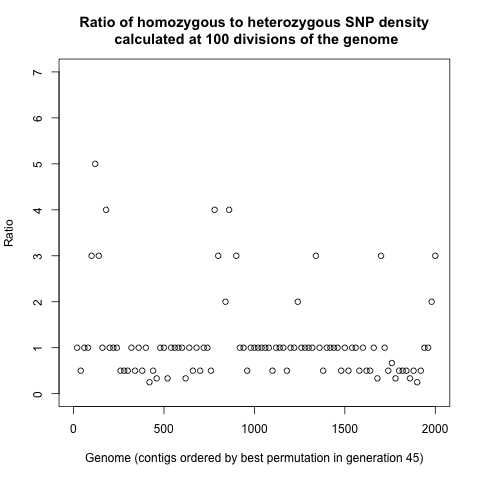 Ratio of homozygous to heterozygous SNP density
calculated at 100 divisions of the genome
7
6
5
4
3
2
1
0
Ratio
0 500 1000 1500 2000
Genome (contigs ordered by best permutation in generation 45)